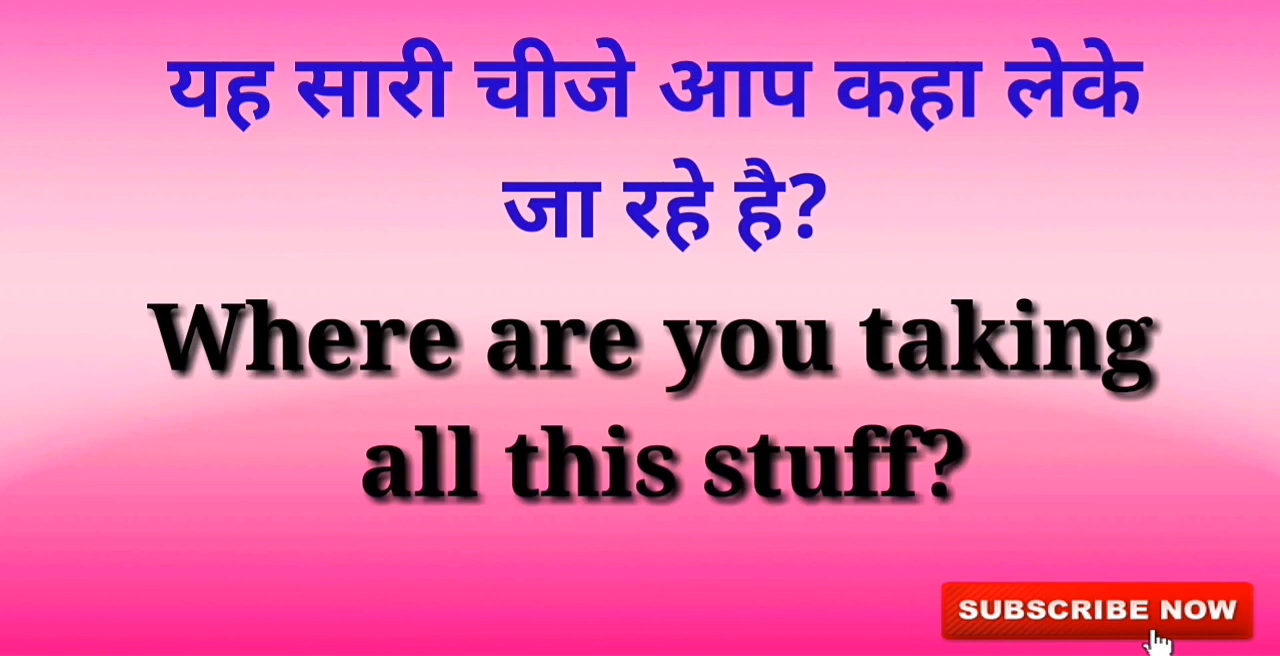 यह सारी चीजे आप कहा लेके
जा रहे है?
Where are you taking
all this stuff?
SUBSCRIBE NOW